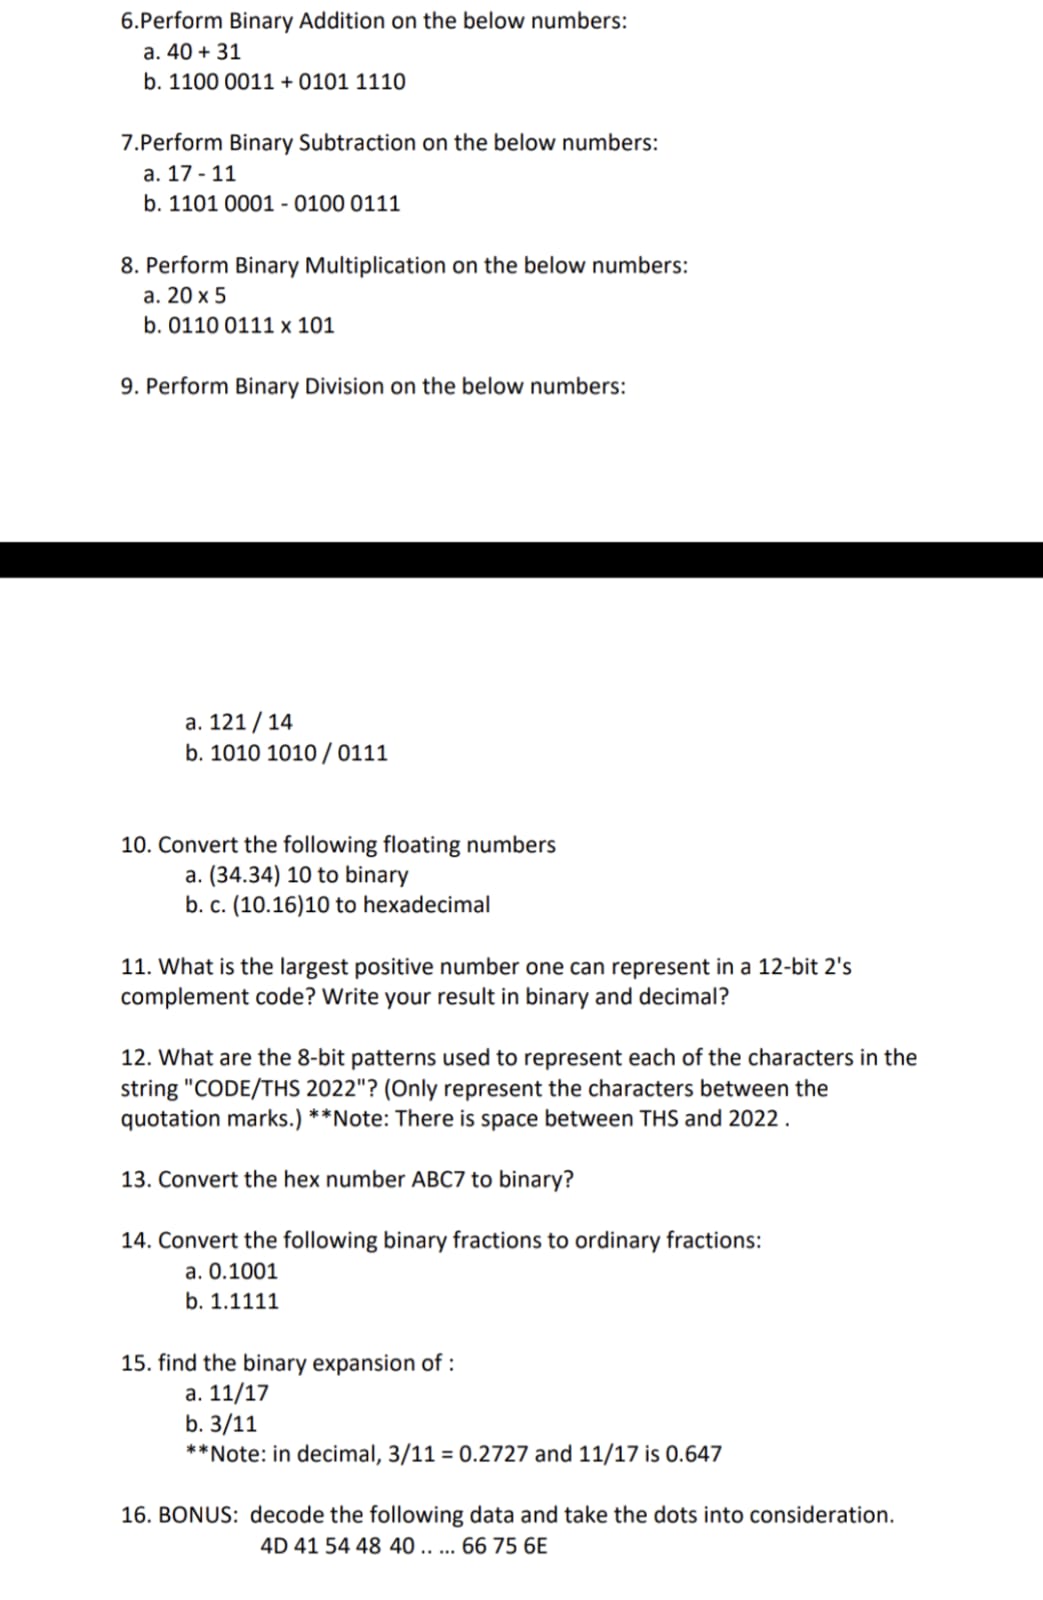 6.Perform Binary Addition on the below numbers:
a. 40 + 31
b. 1100 0011 + 0101 1110
7.Perform Binary Subtraction on the below numbers:
a. 17 - 11
b. 1101 0001 - 0100 0111
8. Perform Binary Multiplication on the below numbers:
a. 20 x 5
b. 0110 0111 x 101
9. Perform Binary Division on the below numbers:
a. 121 / 14
b. 1010 1010 / 0111
10. Convert the following floating numbers
a. (34.34) 10 to binary
b. c. (10.16)10 to hexadecimal
11. What is the largest positive number one can represent in a 12-bit 2's
complement code? Write your result in binary and decimal?
12. What are the 8-bit patterns used to represent each of the characters in the
string "CODE/THS 2022"? (Only represent the characters between the
quotation marks.) **Note: There is space between THS and 2022 .
13. Convert the hex number ABC7 to binary?
14. Convert the following binary fractions to ordinary fractions:
a. 0.1001
b. 1.1111
15. find the binary expansion of :
a. 11/17
b. 3/11
**Note: in decimal, 3/11 = 0.2727 and 11/17 is 0.647
16. BONUS:  decode the following data and take the dots into consideration.
4D 41 54 48 40 .. ... 66 75 6E